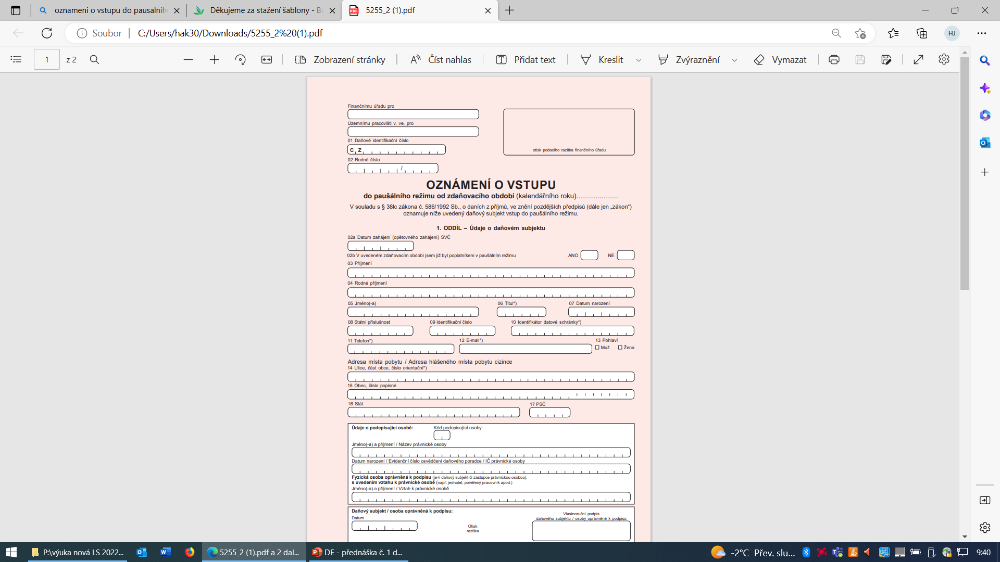 oznameni o vstupu do pausalnih
Děkujeme za stažení šablony - Bu
5255_2 (1).pdf
Soubor
C:/Users/hak30/Downloads/5255_2%20(1).pdf
HJ
1 z 2
Zobrazení stránky
Číst nahlas
Přidat text
Kreslit
Zvýraznění
Vymazat
Finančnímu úřadu pro
Územnímu pracovišti v, ve, pro
01 Daňové identifikační číslo
C Z
otisk podacího razítka finančního úřadu
02 Rodné číslo
/
OZNÁMENÍ O VSTUPU
do paušálního režimu od zdaňovacího období (kalendářního roku)......................
V souladu s § 38lc zákona č. 586/1992 Sb., o daních z příjmů, ve znění pozdějších předpisů (dále jen „zákon“)
oznamuje níže uvedený daňový subjekt vstup do paušálního režimu.
1. ODDÍL – Údaje o daňovém subjektu
02a Datum zahájení (opětovného zahájení) SVČ
02b V uvedeném zdaňovacím období jsem již byl poplatníkem v paušálním režimu ANO NE
03 Příjmení
04 Rodné příjmení
05 Jméno(-a) 06 Titul*) 07 Datum narození
08 Státní příslušnost 09 Identifikační číslo 10 Identifikátor datové schránky*)
11 Telefon*) 12 E-mail*) 13 Pohlaví
Muž Žena
Adresa místa pobytu / Adresa hlášeného místa pobytu cizince
14 Ulice, část obce, číslo orientační*)
15 Obec, číslo popisné
16 Stát 17 PSČ
Údaje o podepisující osobě: Kód podepisující osoby:
Jméno(-a) a příjmení / Název právnické osoby
Datum narození / Evidenční číslo osvědčení daňového poradce / IČ právnické osoby
Fyzická osoba oprávněná k podpisu (je-li daňový subjekt či zástupce právnickou osobou),
s uvedením vztahu k právnické osobě (např. jednatel, pověřený pracovník apod.)
Jméno(-a) a příjmení / Vztah k právnické osobě
Daňový subjekt / osoba oprávněná k podpisu:
Datum
Otisk
razítka
Vlastnoruční podpis
daňového subjektu / osoby oprávněné k podpisu
P:\výuka nová LS 2022...
5255_2 (1).pdf a 2 dal...
DE - přednáška č. 1 d...
-2°C Přev. slu...
9:40